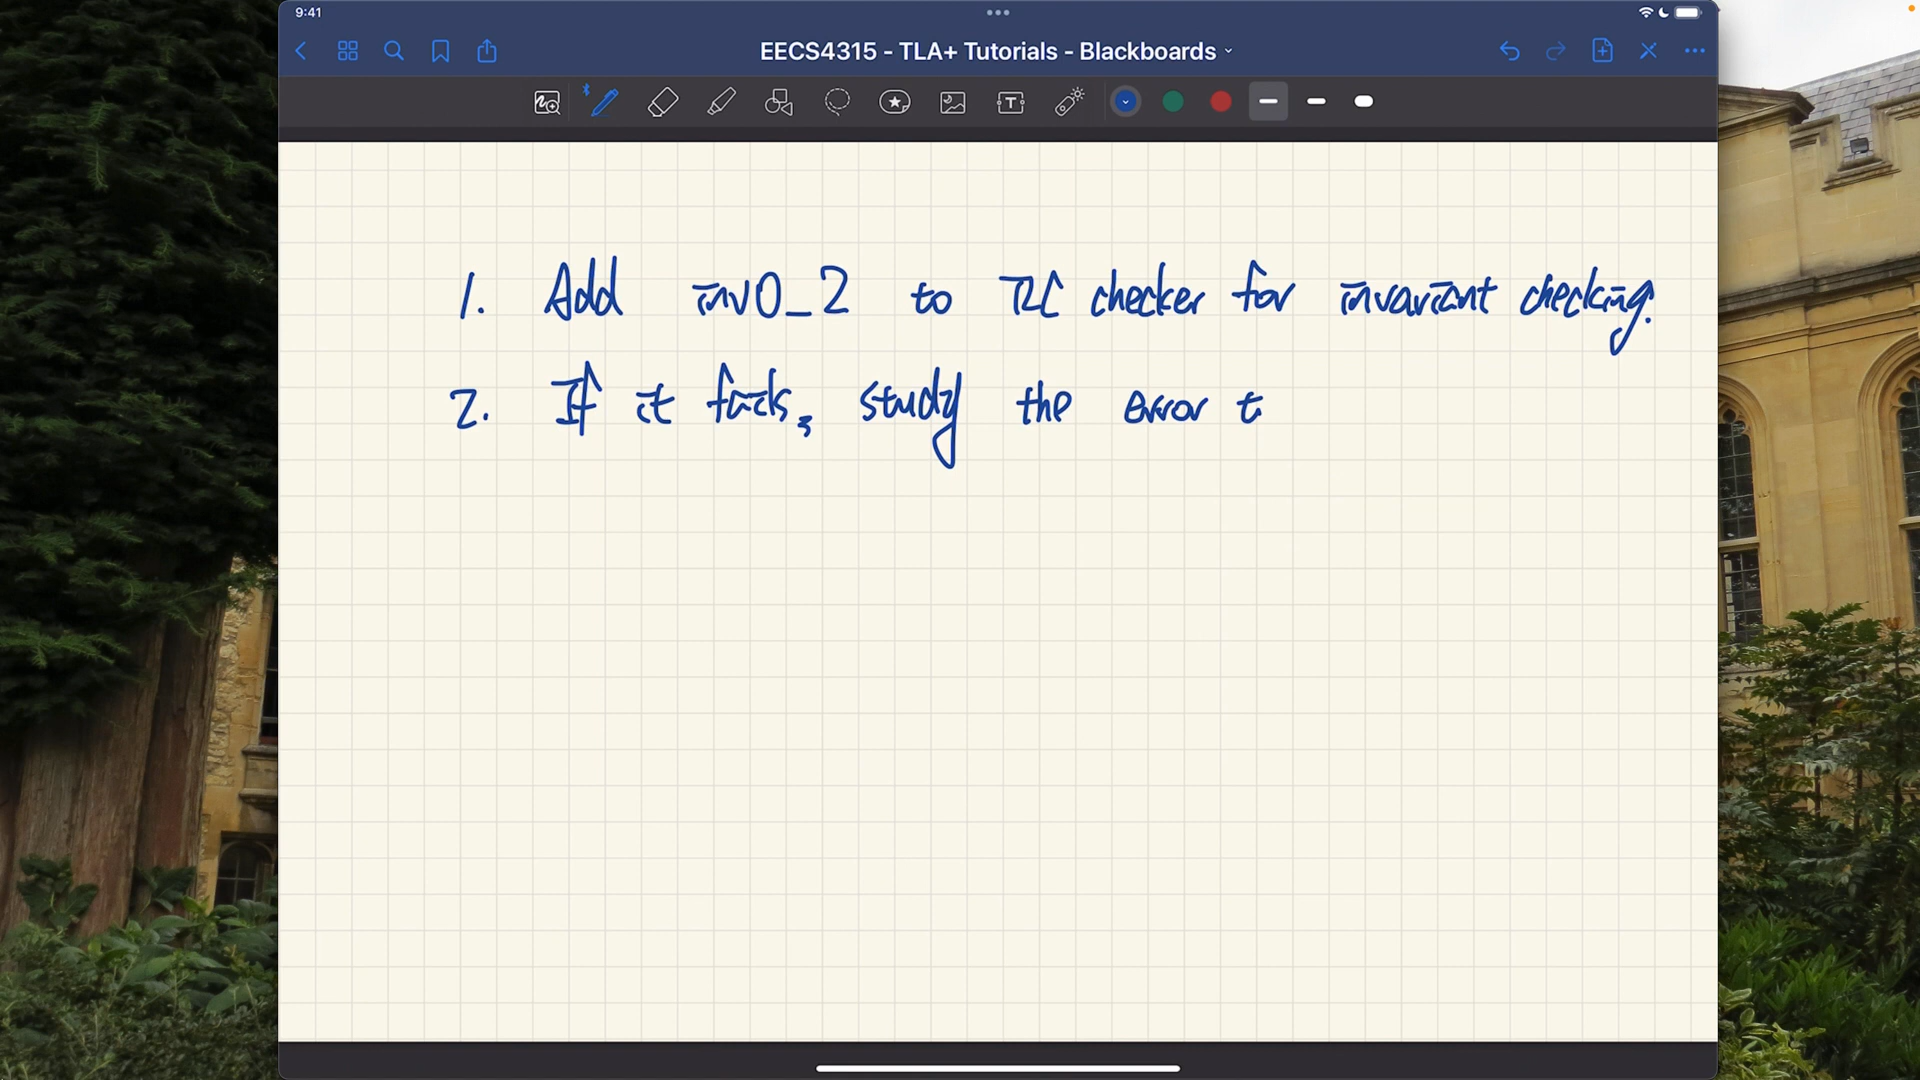 9:41
EECS4315 - TLA+ Tutorials - Blackboards
1. Add inv0_2 to TLC checker for invariant checking.
2. If it fails, study the error t